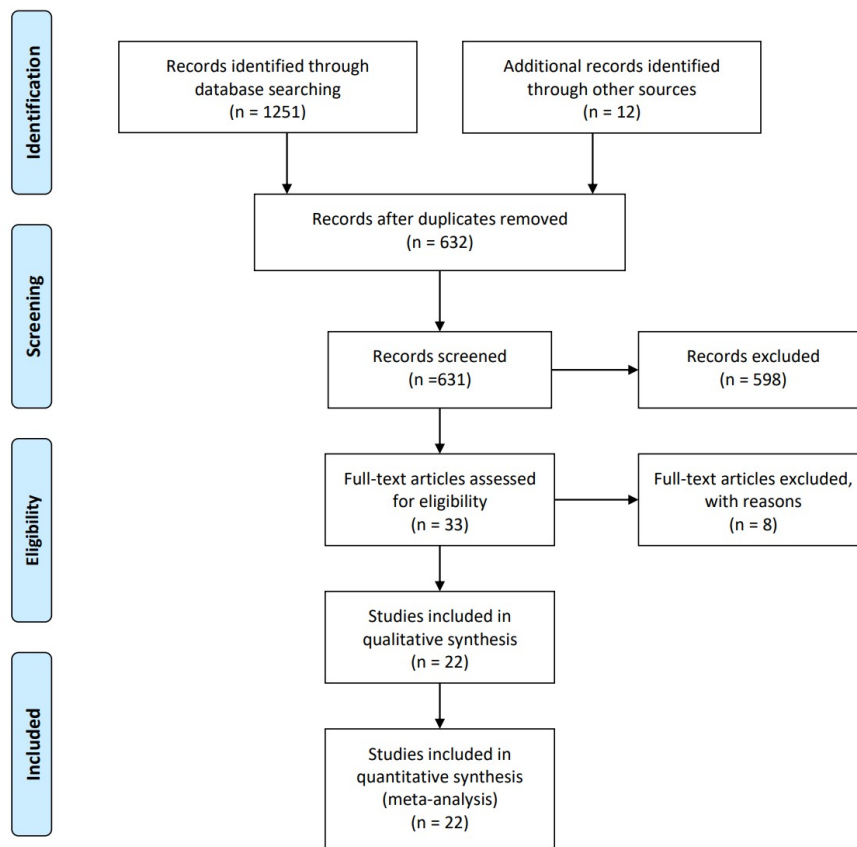 Identification
Records identified through
database searching
(n = 1251)
Additional records identified
through other sources
(n = 12)
Records after duplicates removed
(n = 632)
Screening
Records screened
(n =631)
Records excluded
(n = 598)
Eligibility
Full-text articles assessed
for eligibility
(n = 33)
Full-text articles excluded,
with reasons
(n = 8)
Studies included in
qualitative synthesis
(n = 22)
Included
Studies included in
quantitative synthesis
(meta-analysis)
(n = 22)